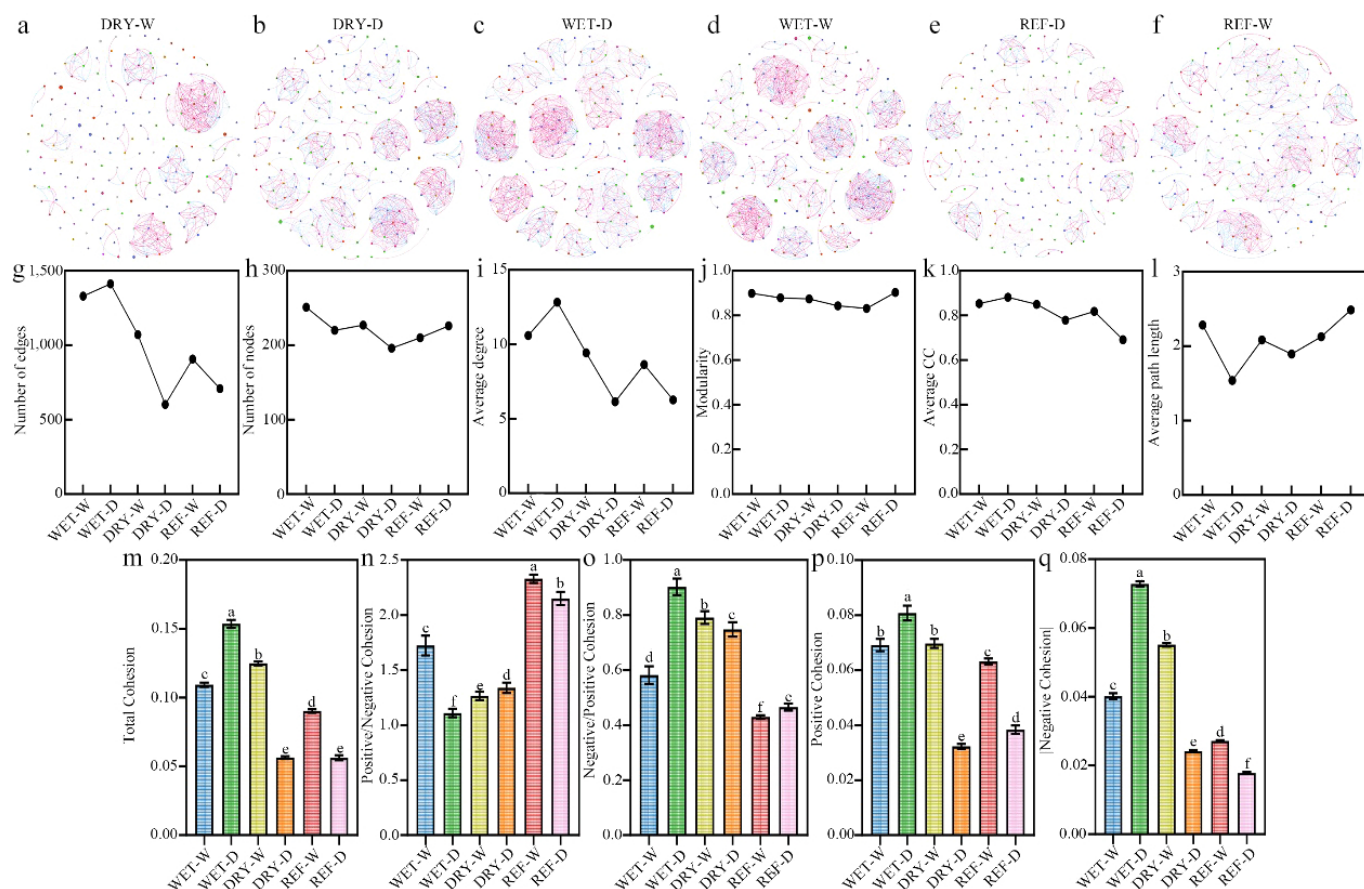 a DRY-W
b DRY-D
c WET-D
d WET-W
e REF-D
f REF-W
g
Number of edges
1,500
1,000
500
0
WET-W
WET-D
DRY-W
DRY-D
REF-W
REF-D
h
Number of nodes
300
200
100
0
WET-W
WET-D
DRY-W
DRY-D
REF-W
REF-D
i
Average degree
15
10
5
0
WET-W
WET-D
DRY-W
DRY-D
REF-W
REF-D
j
Modularity
1.0
0.8
0.6
0.4
0.2
0.0
WET-W
WET-D
DRY-W
DRY-D
REF-W
REF-D
k
Average CC
1.0
0.8
0.6
0.4
0.2
0.0
WET-W
WET-D
DRY-W
DRY-D
REF-W
REF-D
l
Average path length
3
2
1
0
WET-W
WET-D
DRY-W
DRY-D
REF-W
REF-D
m
Total Cohesion
0.20
0.15
0.10
0.05
0.00
c
a
b
e
d
e
WET-W
WET-D
DRY-W
DRY-D
REF-W
REF-D
n
Positive/Negative Cohesion
2.5
2.0
1.5
1.0
0.5
0.0
c
f
e
d
a
b
WET-W
WET-D
DRY-W
DRY-D
REF-W
REF-D
o
Negative/Positive Cohesion
1.0
0.8
0.6
0.4
0.2
0.0
d
a
b
c
f
e
WET-W
WET-D
DRY-W
DRY-D
REF-W
REF-D
p
Positive Cohesion
0.10
0.08
0.06
0.04
0.02
0.00
b
a
b
e
c
d
WET-W
WET-D
DRY-W
DRY-D
REF-W
REF-D
q
|Negative Cohesion|
0.08
0.06
0.04
0.02
0.00
c
a
b
e
d
f
WET-W
WET-D
DRY-W
DRY-D
REF-W
REF-D